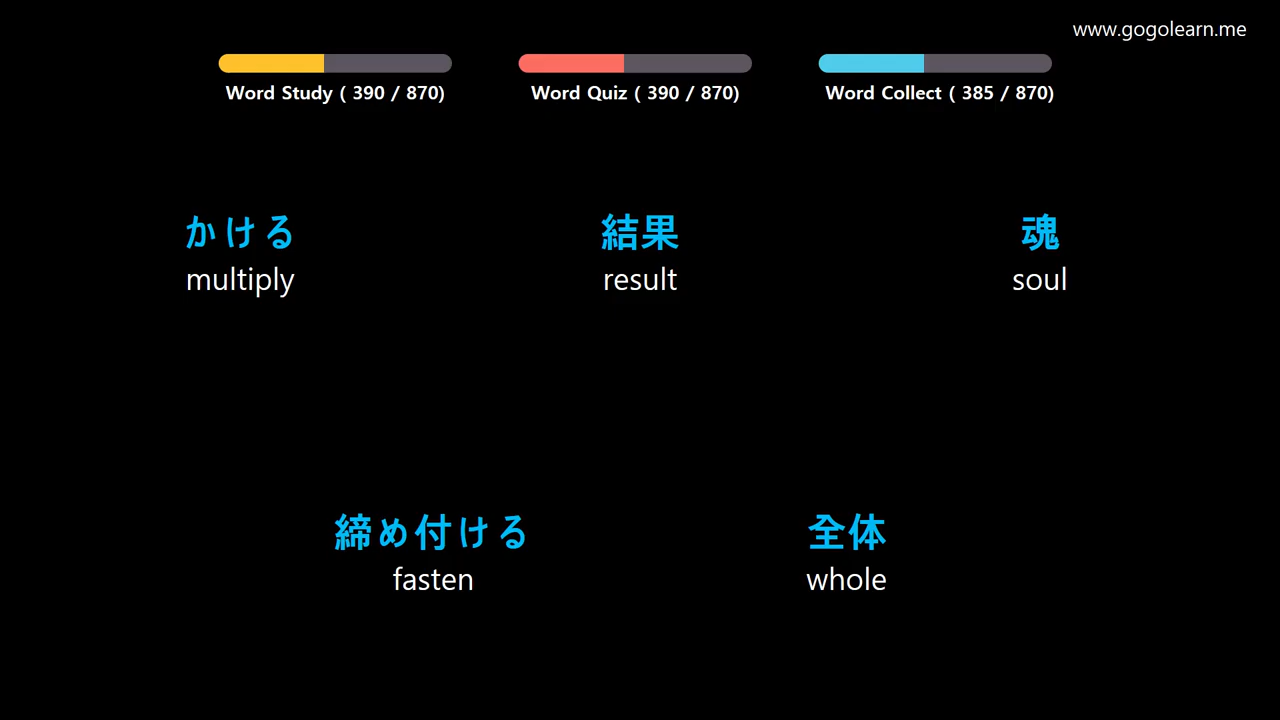 www.gogolearn.me
Word Study ( 390 / 870)
Word Quiz ( 390 / 870)
Word Collect ( 385 / 870)
かける
multiply
結果
result
魂
soul
締め付ける
fasten
全体
whole